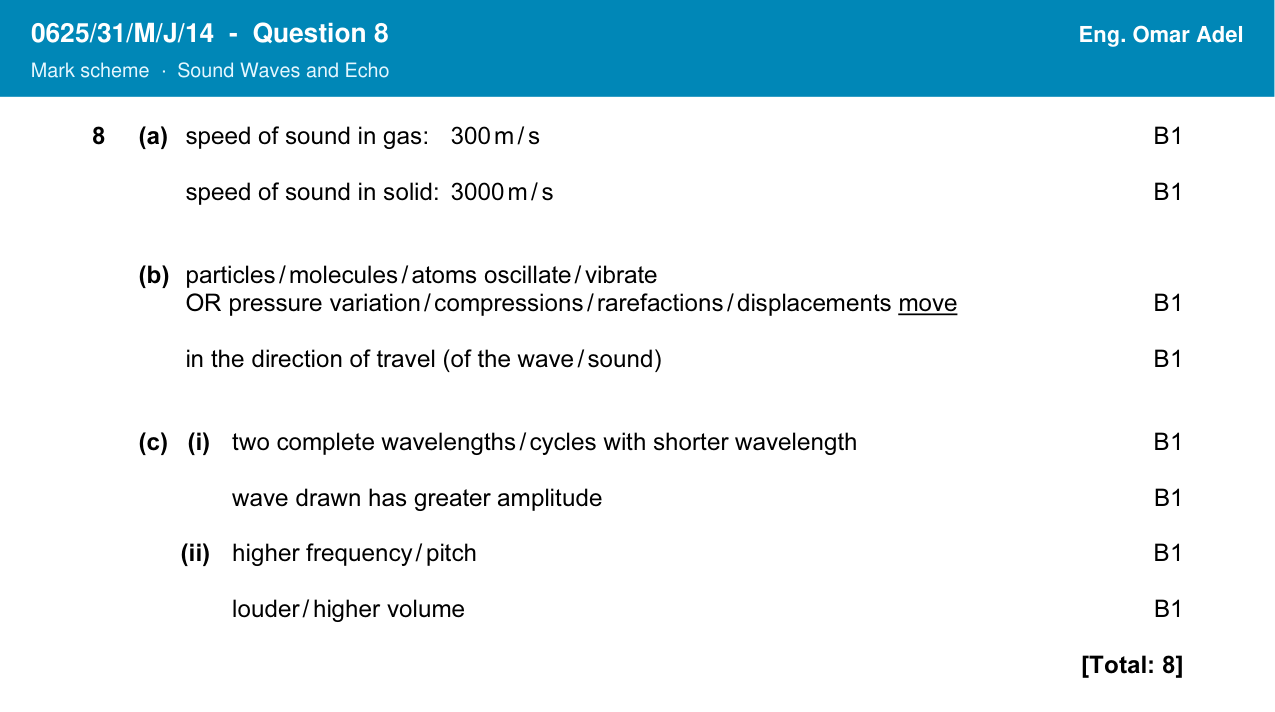 0625/31/M/J/14 - Question 8
Eng. Omar Adel
Mark scheme · Sound Waves and Echo
8 (a) speed of sound in gas: 300 m / s B1
speed of sound in solid: 3000 m / s B1
(b) particles / molecules / atoms oscillate / vibrate
OR pressure variation / compressions / rarefactions / displacements move B1
in the direction of travel (of the wave / sound) B1
(c) (i) two complete wavelengths / cycles with shorter wavelength B1
wave drawn has greater amplitude B1
(ii) higher frequency / pitch B1
louder / higher volume B1
[Total: 8]